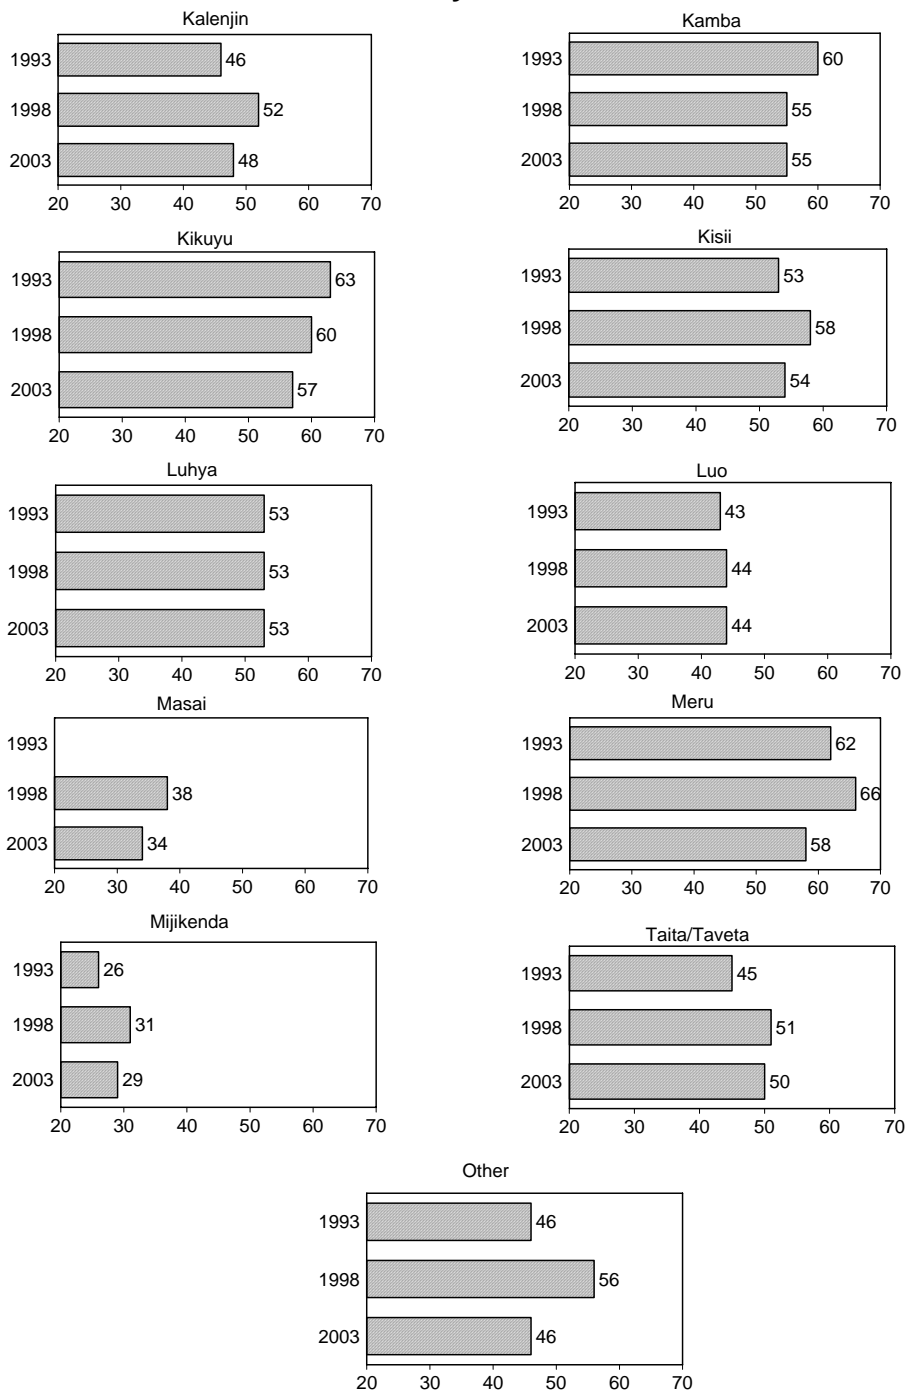 Kalenjin
1993 46
1998 52
2003 48
20 30 40 50 60 70
Kamba
1993 60
1998 55
2003 55
20 30 40 50 60 70
Kikuyu
1993 63
1998 60
2003 57
20 30 40 50 60 70
Kisii
1993 53
1998 58
2003 54
20 30 40 50 60 70
Luhya
1993 53
1998 53
2003 53
20 30 40 50 60 70
Luo
1993 43
1998 44
2003 44
20 30 40 50 60 70
Masai
1993
1998 38
2003 34
20 30 40 50 60 70
Meru
1993 62
1998 66
2003 58
20 30 40 50 60 70
Mijikenda
1993 26
1998 31
2003 29
20 30 40 50 60 70
Taita/Taveta
1993 45
1998 51
2003 50
20 30 40 50 60 70
Other
1993 46
1998 56
2003 46
20 30 40 50 60 70